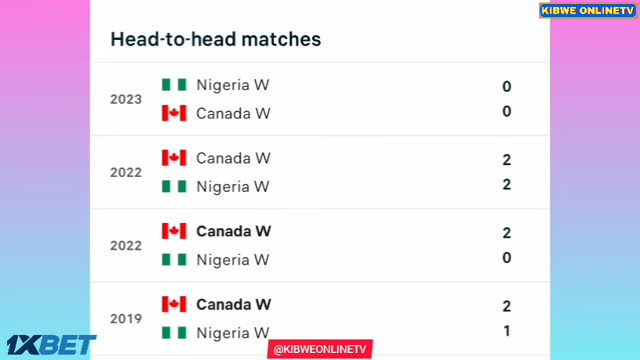 KIBWE ONLINETV
Head-to-head matches
2023
Nigeria W 0
Canada W 0
2022
Canada W 2
Nigeria W 2
2022
Canada W 2
Nigeria W 0
2019
Canada W 2
Nigeria W 1
1XBET
@KIBWEONLINETV